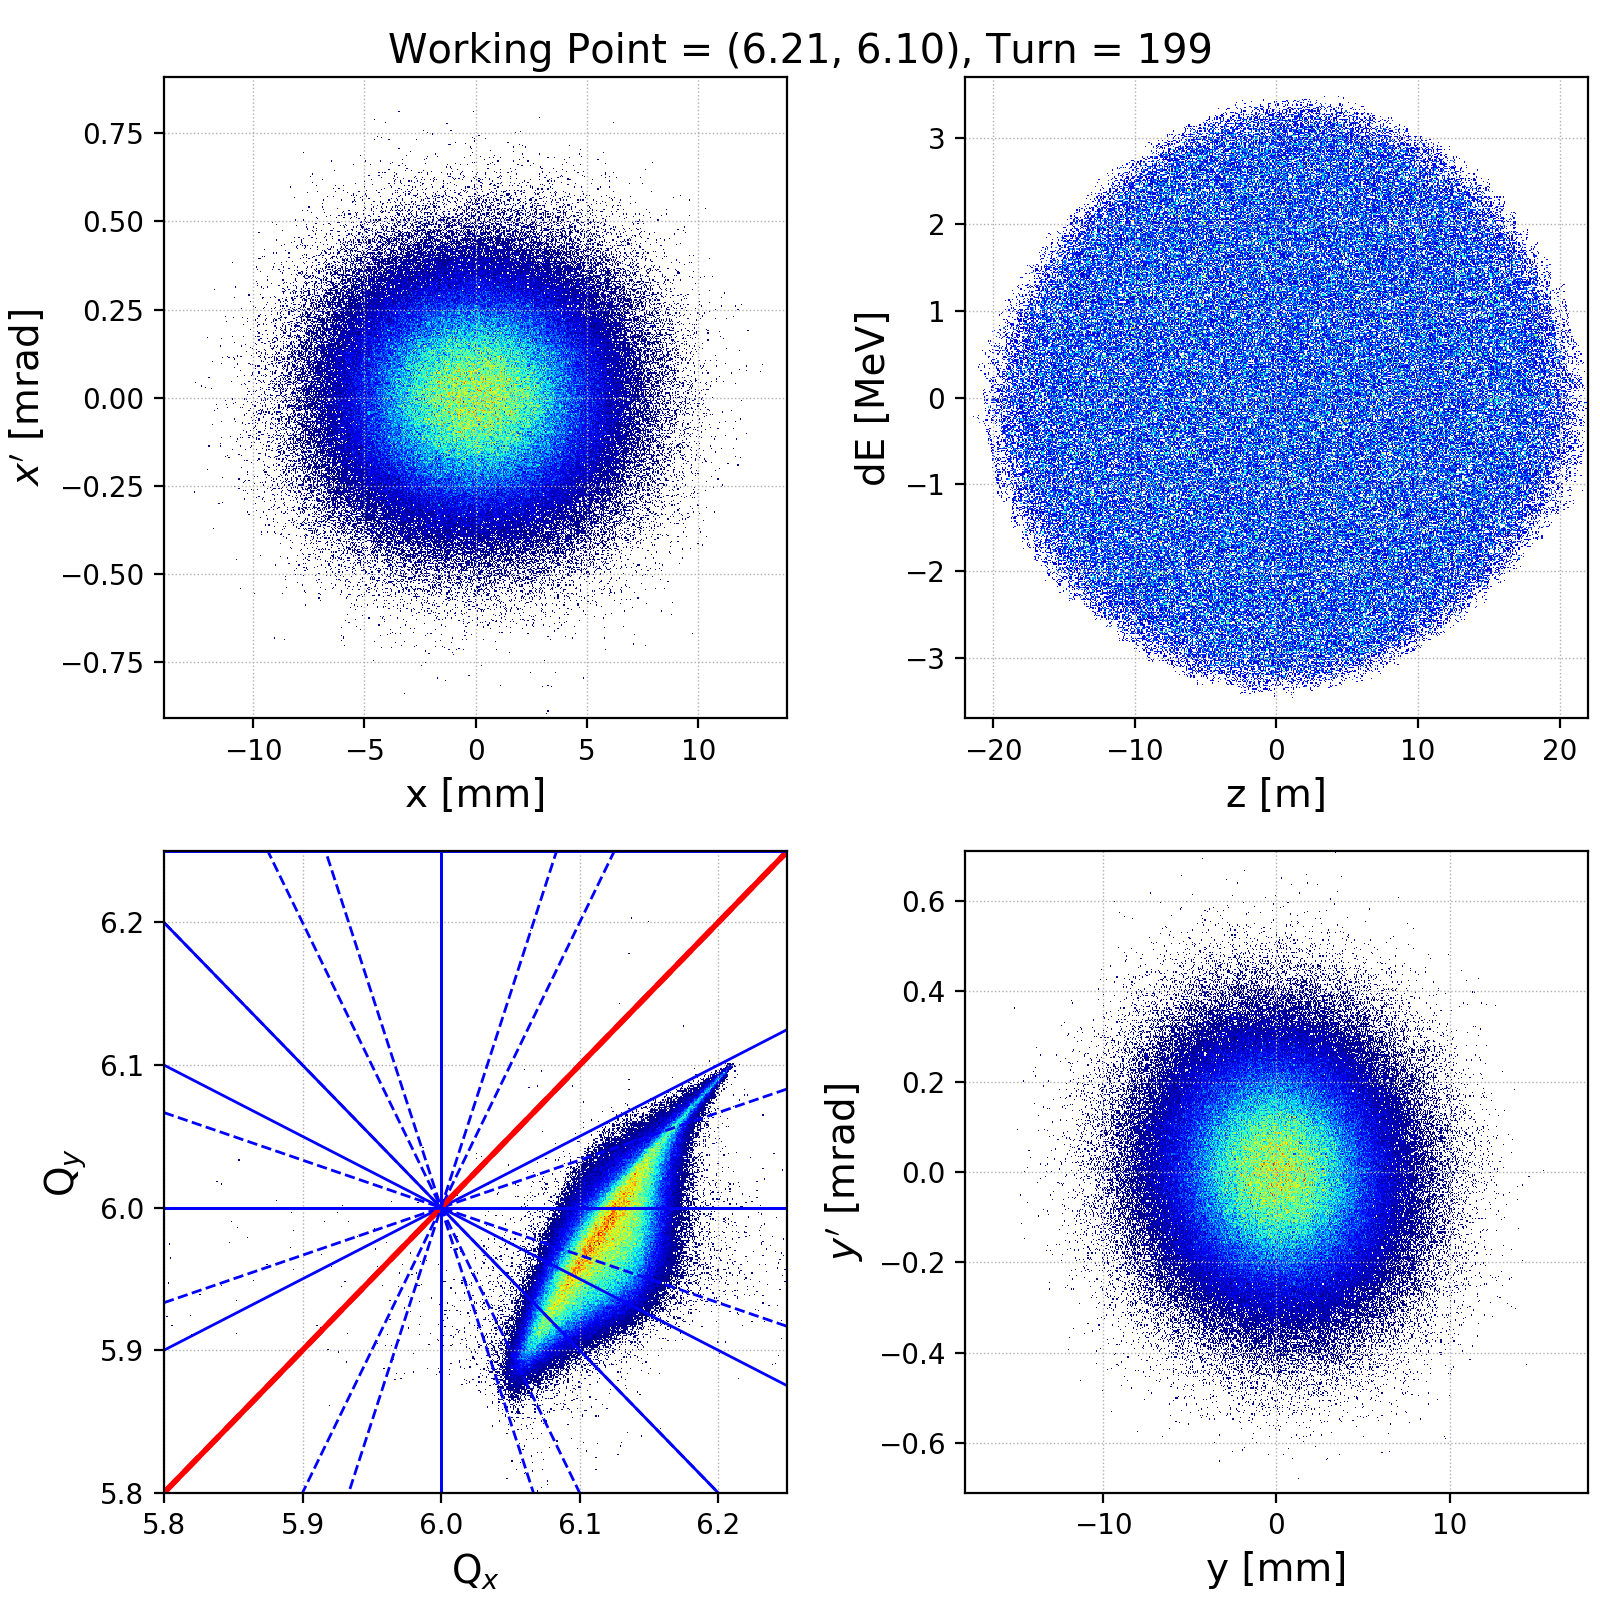 Working Point = (6.21, 6.10), Turn = 199
0.75
0.50
0.25
0.00
−0.25
−0.50
−0.75
x′ [mrad]
−10 −5 0 5 10
x [mm]
3
2
1
0
−1
−2
−3
dE [MeV]
−20 −10 0 10 20
z [m]
6.2
6.1
6.0
5.9
5.8
Qy
5.8 5.9 6.0 6.1 6.2
Qx
0.6
0.4
0.2
0.0
−0.2
−0.4
−0.6
y′ [mrad]
−10 0 10
y [mm]